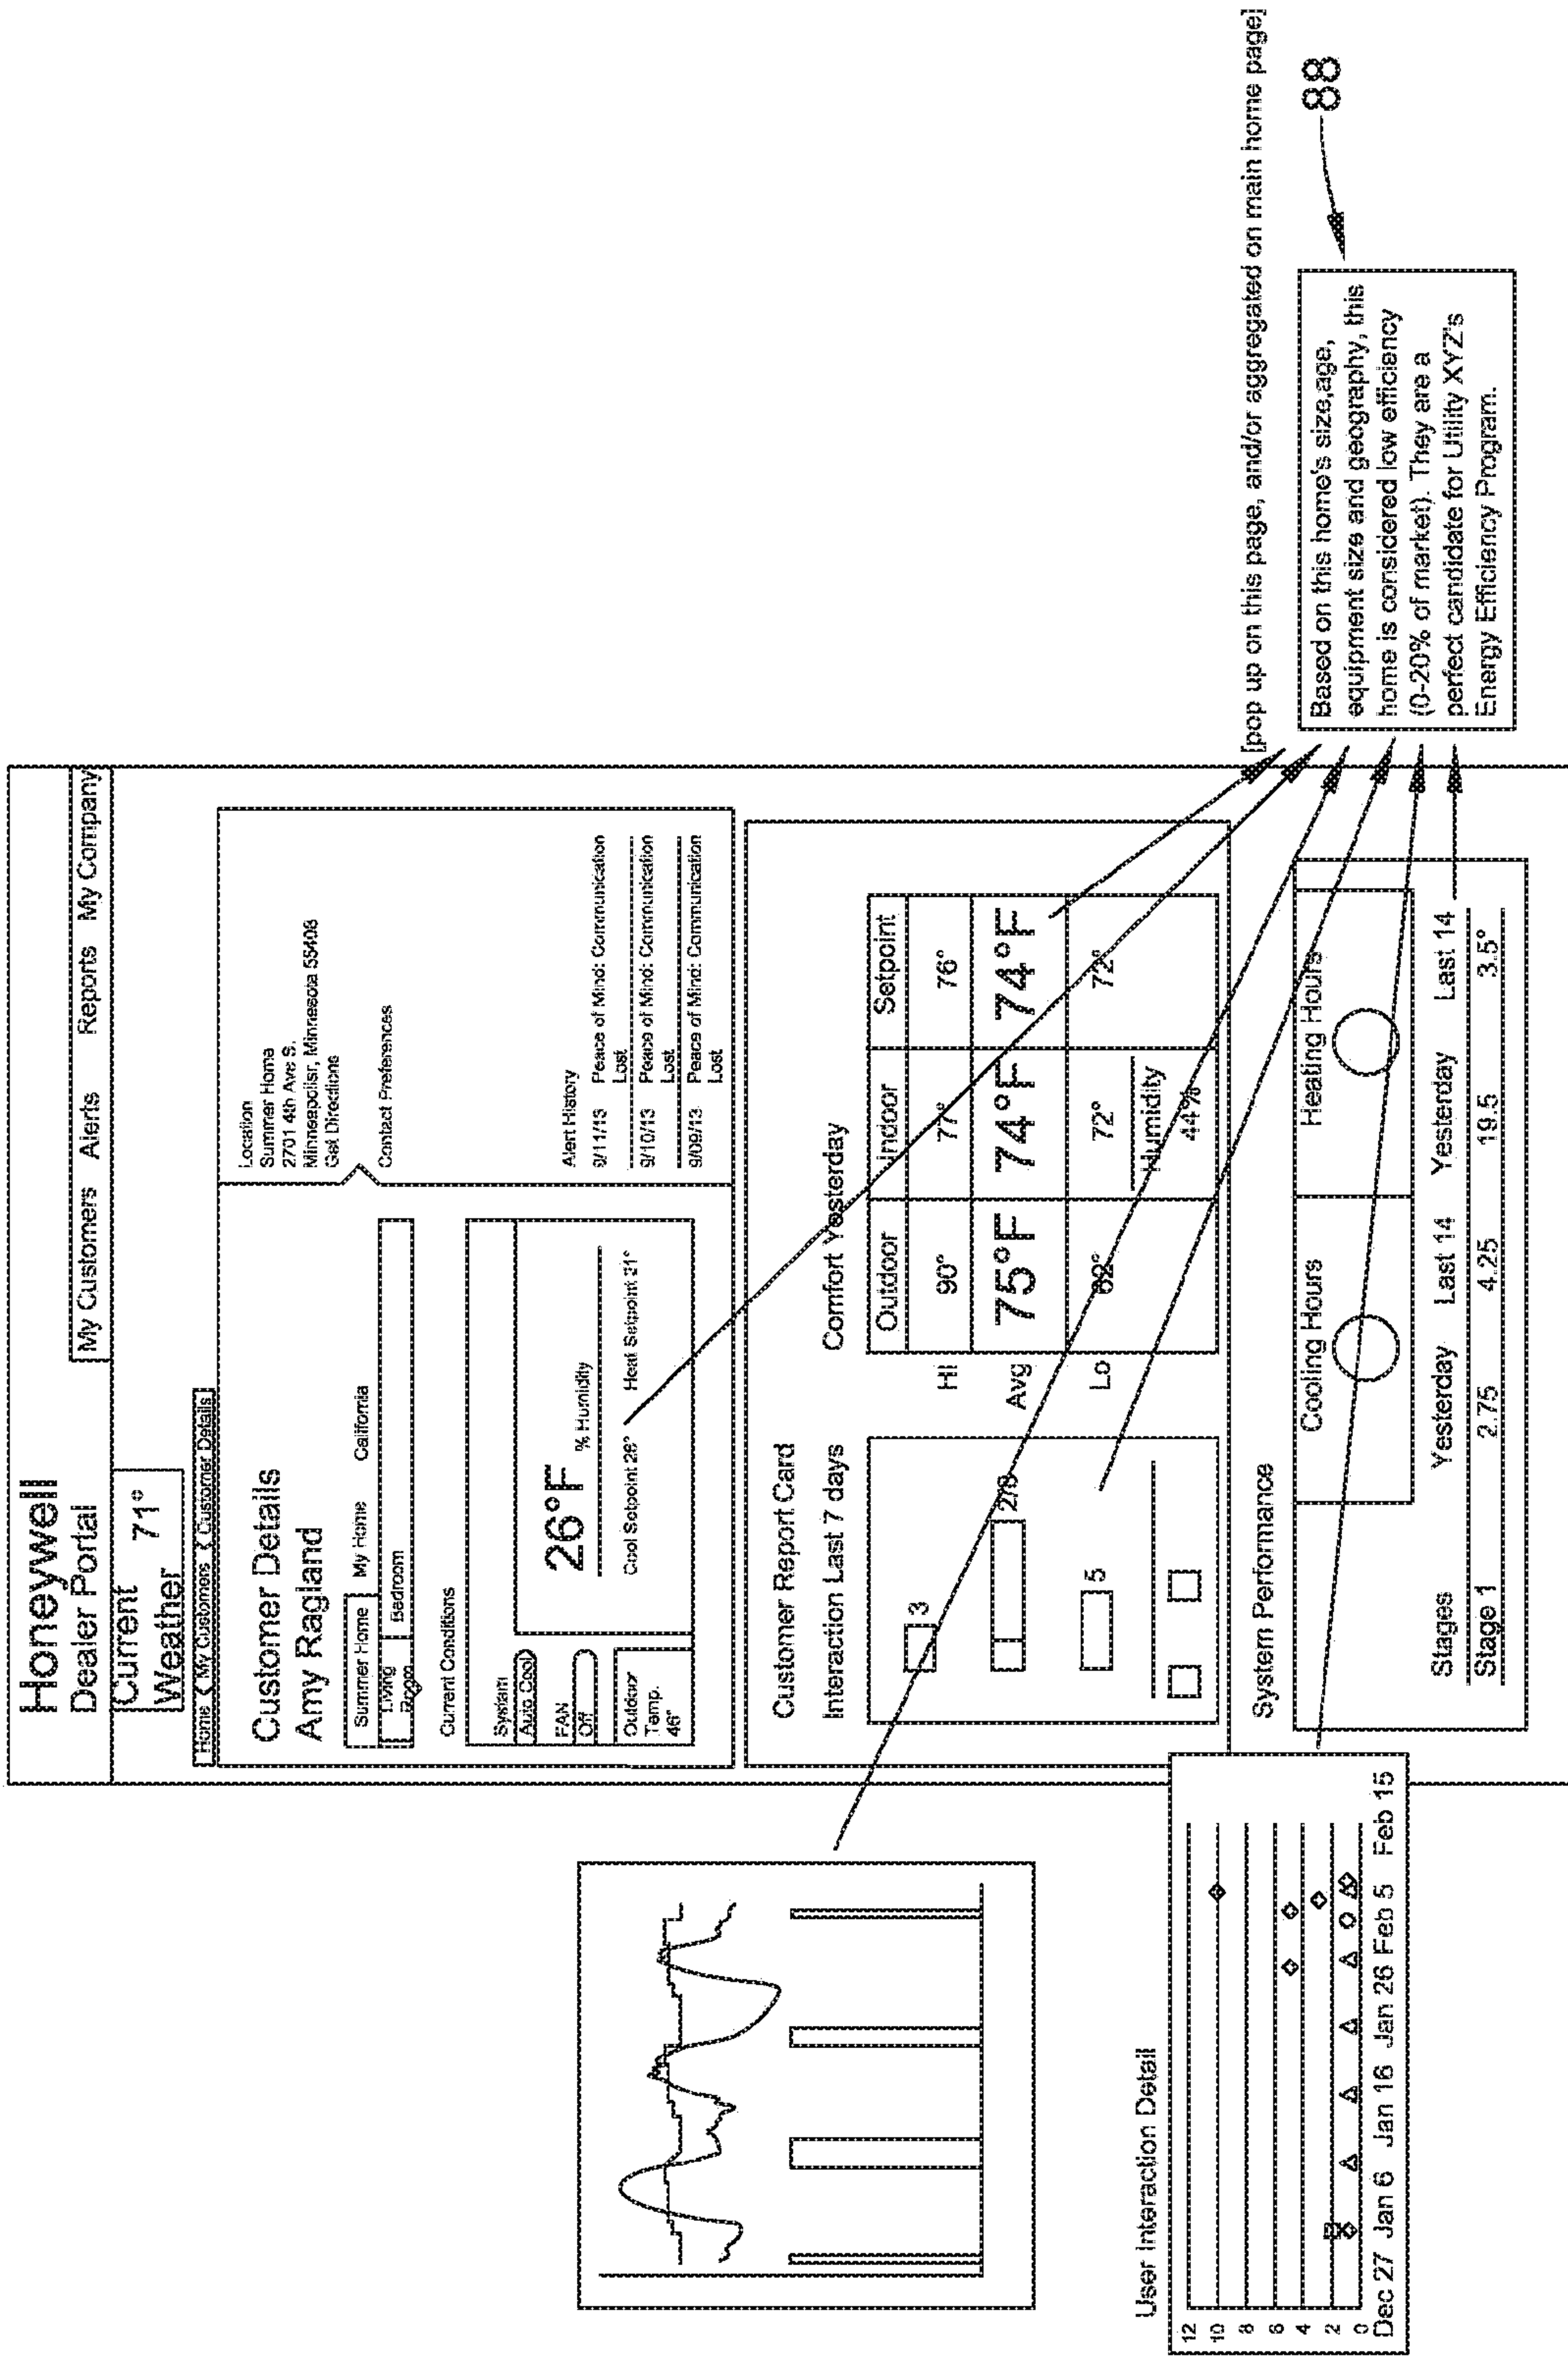 Honeywell
Dealer Portal
My Customers Alerts Reports My Company
Current
Weather 71°
Home < My Customers < Customer Details
Customer Details
Amy Ragland
Summer Home My Home California
Living
Room
Bedroom
Current Conditions
System
Auto Cool
FAN
Off
Outdoor
Temp.
46°
26°F
% Humidity
Cool Setpoint 26° Heat Setpoint 21°
Location
Summer Home
2701 4th Ave S.
Minneapolisr, Minnesota 55408
Get Directions
Contact Preferences
Alert History
9/11/13 Peace of Mind: Communication
Lost
9/10/13 Peace of Mind: Communication
Lost
9/09/13 Peace of Mind: Communication
Lost
Customer Report Card
Interaction Last 7 days
3
2/8
5
Comfort Yesterday
Outdoor Indoor Setpoint
Hi 90° 77° 76°
Avg 75°F 74°F 74°F
Lo 62° 72° 72°
Humidity
44%
System Performance
Cooling Hours Heating Hours
Stages Yesterday Last 14 Yesterday Last 14
Stage 1 2.75 4.25 19.5 3.5°
User Interaction Detail
12
10
8
6
4
2
0
Dec 27 Jan 6 Jan 16 Jan 26 Feb 5 Feb 15
[pop up on this page, and/or aggregated on main home page]
88
Based on this home's size,age,
equipment size and geography, this
home is considered low efficiency
(0-20% of market). They are a
perfect candidate for Utility XYZ's
Energy Efficiency Program.